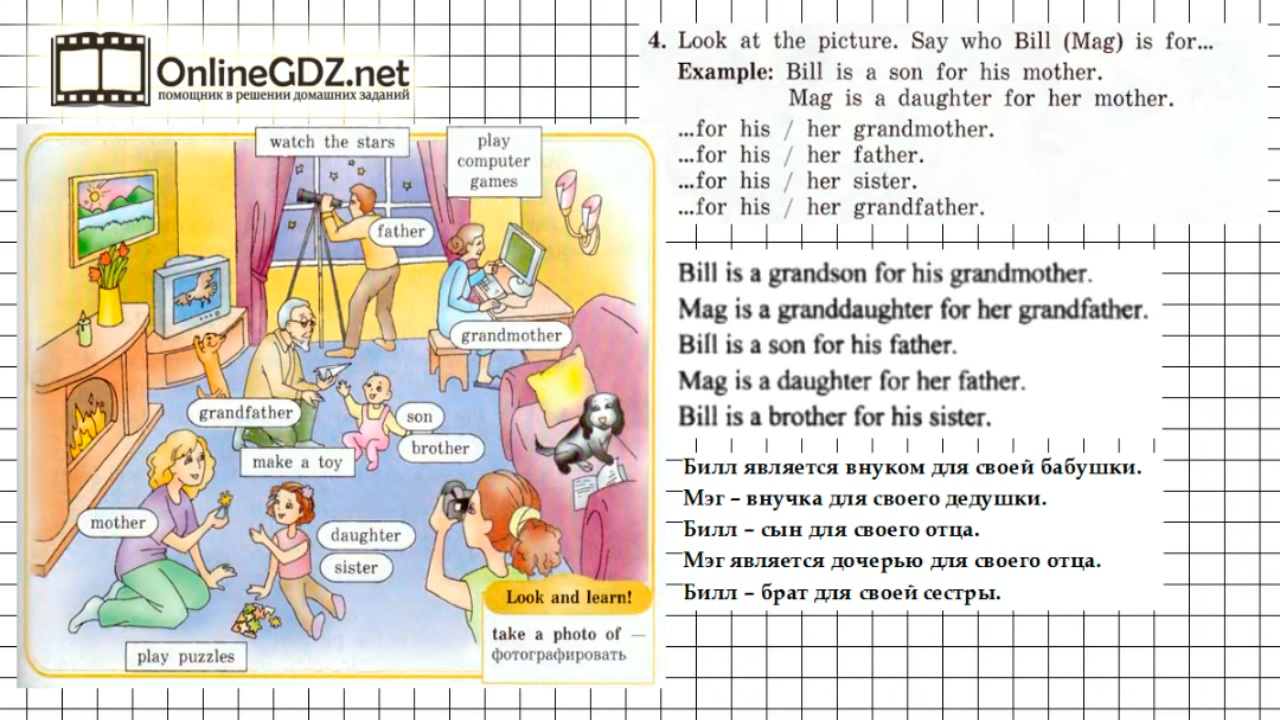 OnlineGDZ.net
помощник в решении домашних заданий
4. Look at the picture. Say who Bill (Mag) is for...
Example: Bill is a son for his mother.
Mag is a daughter for her mother.
...for his / her grandmother.
...for his / her father.
...for his / her sister.
...for his / her grandfather.
watch the stars
play
computer
games
father
grandmother
grandfather
son
brother
make a toy
mother
daughter
sister
Look and learn!
take a photo of —
фотографировать
play puzzles
Bill is a grandson for his grandmother.
Mag is a granddaughter for her grandfather.
Bill is a son for his father.
Mag is a daughter for her father.
Bill is a brother for his sister.
Билл является внуком для своей бабушки.
Мэг – внучка для своего дедушки.
Билл – сын для своего отца.
Мэг является дочерью для своего отца.
Билл – брат для своей сестры.